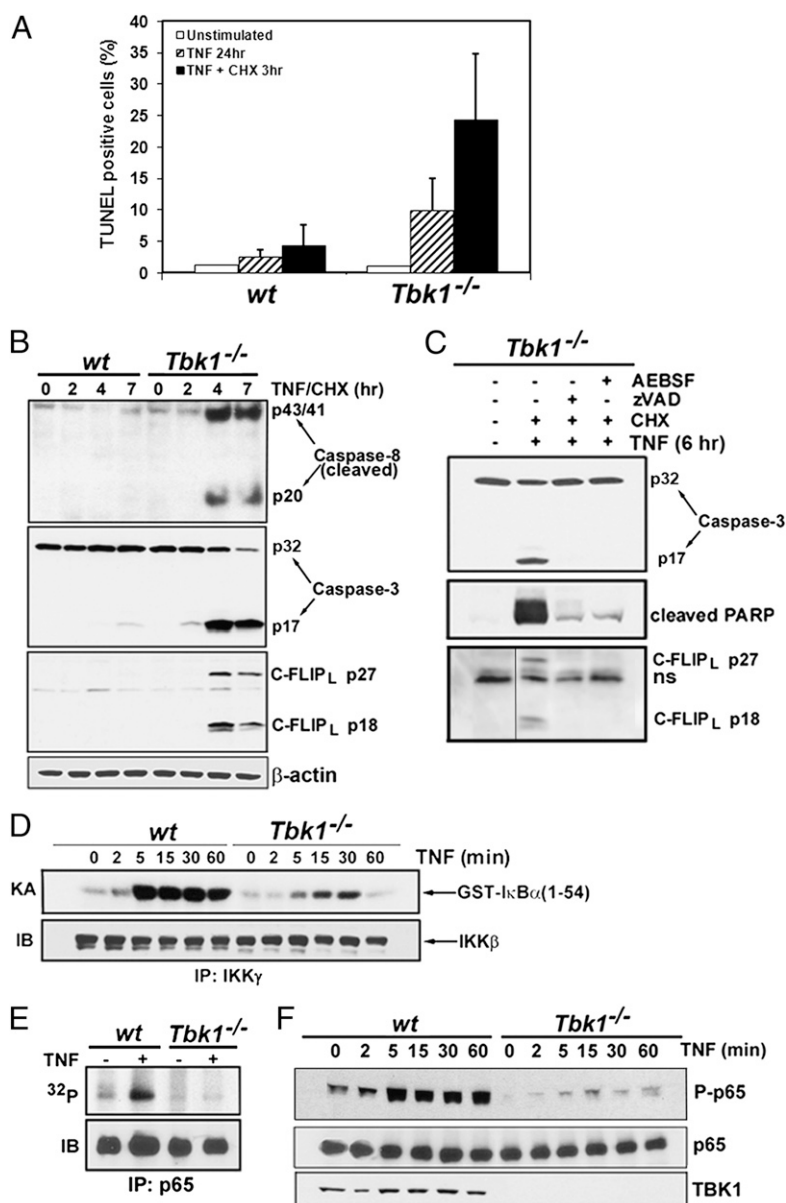 A
TUNEL positive cells (%)
40
35
30
25
20
15
10
5
0
Unstimulated
TNF 24hr
TNF + CHX 3hr
wt Tbk1-/-
B
wt Tbk1-/-
0 2 4 7 0 2 4 7 TNF/CHX (hr)
p43/41
Caspase-8
(cleaved)
p20
p32
Caspase-3
p17
C-FLIPL p27
C-FLIPL p18
β-actin
C
Tbk1-/-
- - - + AEBSF
- - + - zVAD
- + + + CHX
- + + + TNF (6 hr)
p32
Caspase-3
p17
cleaved PARP
C-FLIPL p27
ns
C-FLIPL p18
D
wt Tbk1-/-
0 2 5 15 30 60 0 2 5 15 30 60 TNF (min)
KA GST-IκBα(1-54)
IB IKKβ
IP: IKKγ
E
wt Tbk1-/-
TNF - + - +
32P
IB
IP: p65
F
wt Tbk1-/-
0 2 5 15 30 60 0 2 5 15 30 60 TNF (min)
P-p65
p65
TBK1